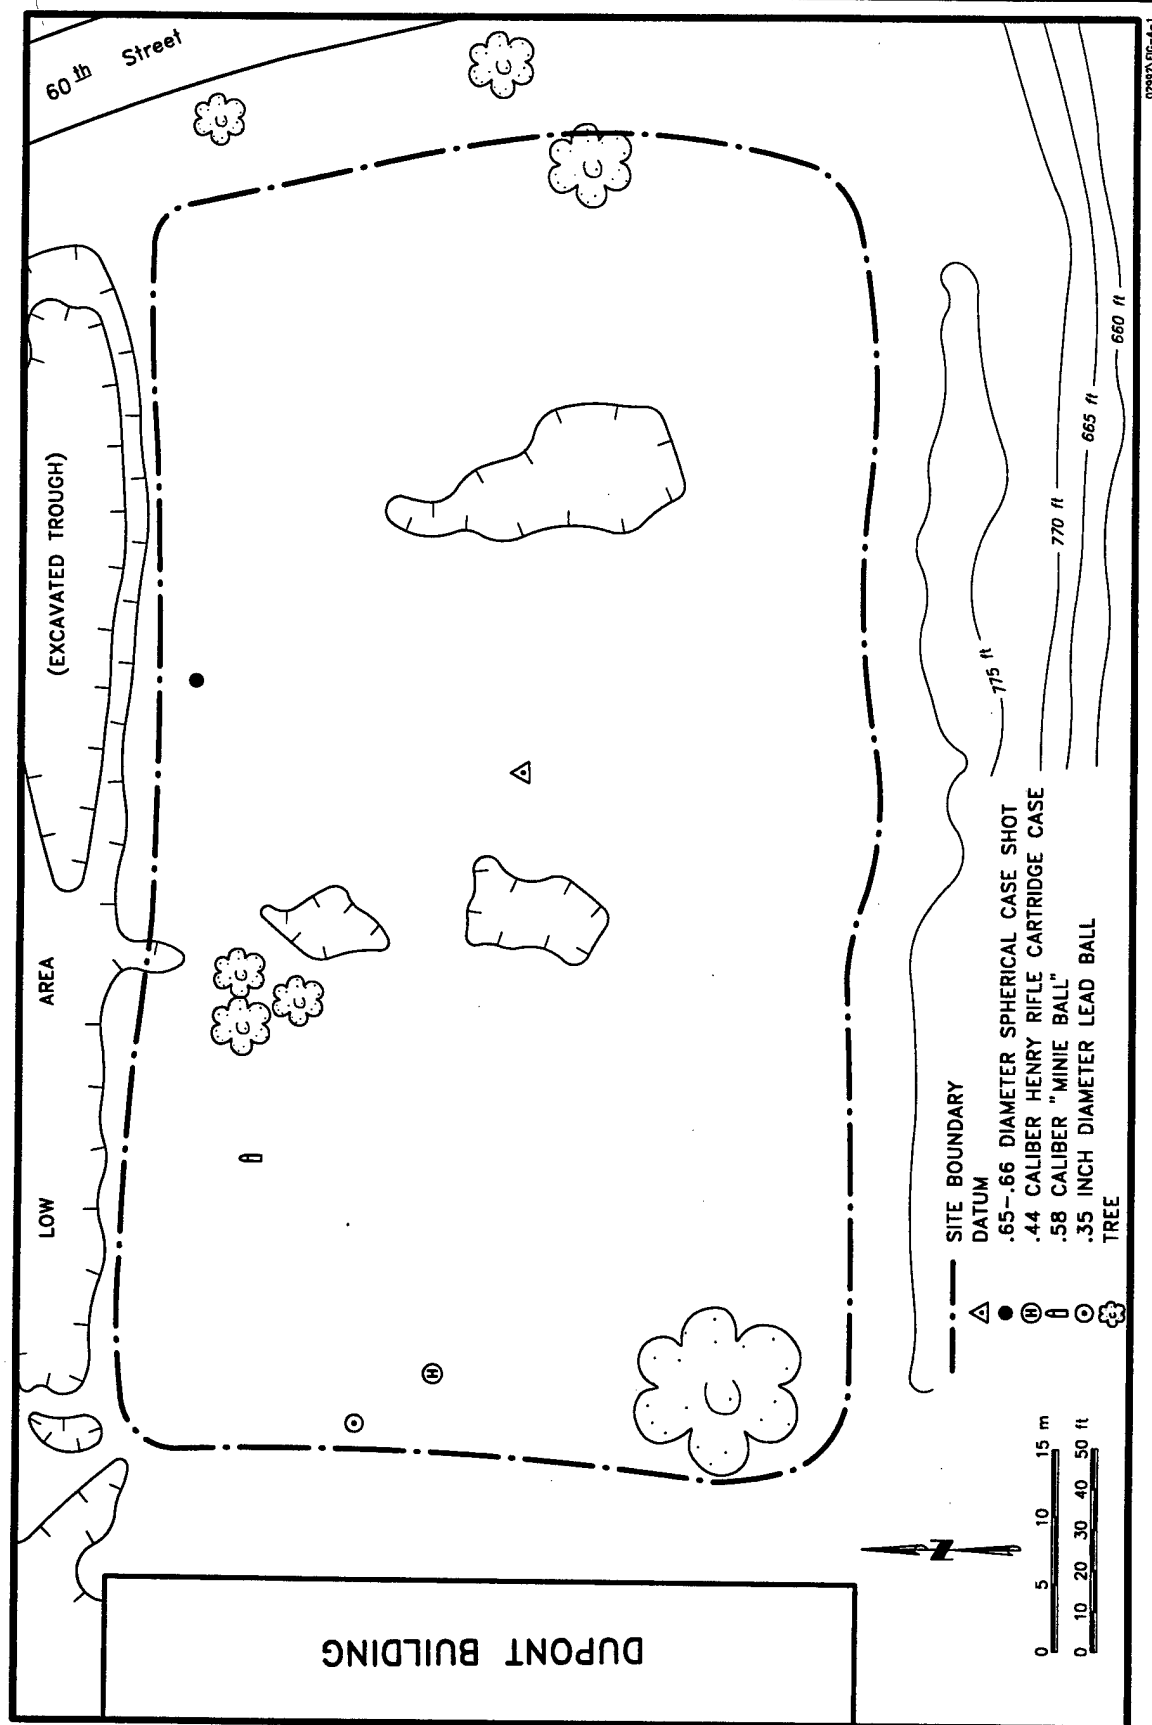 60th Street
(EXCAVATED TROUGH)
LOW AREA
775 ft
770 ft
665 ft
660 ft
SITE BOUNDARY
DATUM
.65-.66 DIAMETER SPHERICAL CASE SHOT
.44 CALIBER HENRY RIFLE CARTRIDGE CASE
.58 CALIBER "MINIE BALL"
.35 INCH DIAMETER LEAD BALL
TREE
H
H
N
0 5 10 15 m
0 10 20 30 40 50 ft
DUPONT BUILDING